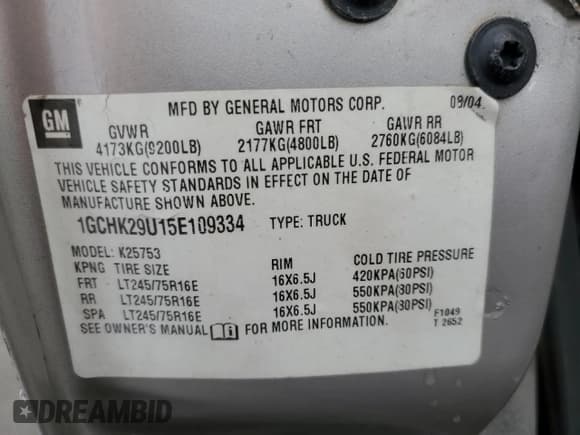 GM
MFD BY GENERAL MOTORS CORP. 09/04
GVWR GAWR FRT GAWR RR
4173KG(9200LB) 2177KG(4800LB) 2760KG(6084LB)
THIS VEHICLE CONFORMS TO ALL APPLICABLE U.S. FEDERAL MOTOR
VEHICLE SAFETY STANDARDS IN EFFECT ON THE DATE OF
MANUFACTURE SHOWN ABOVE.
1GCHK29U15E109334 TYPE: TRUCK
MODEL: K25753
KPNG TIRE SIZE RIM COLD TIRE PRESSURE
FRT LT245/75R16E 16X6.5J 420KPA(60PSI)
RR LT245/75R16E 16X6.5J 550KPA(80PSI)
SPA LT245/75R16E 16X6.5J 550KPA(80PSI)
SEE OWNER'S MANUAL FOR MORE INFORMATION.
F1049
T 2652
DREAMBID